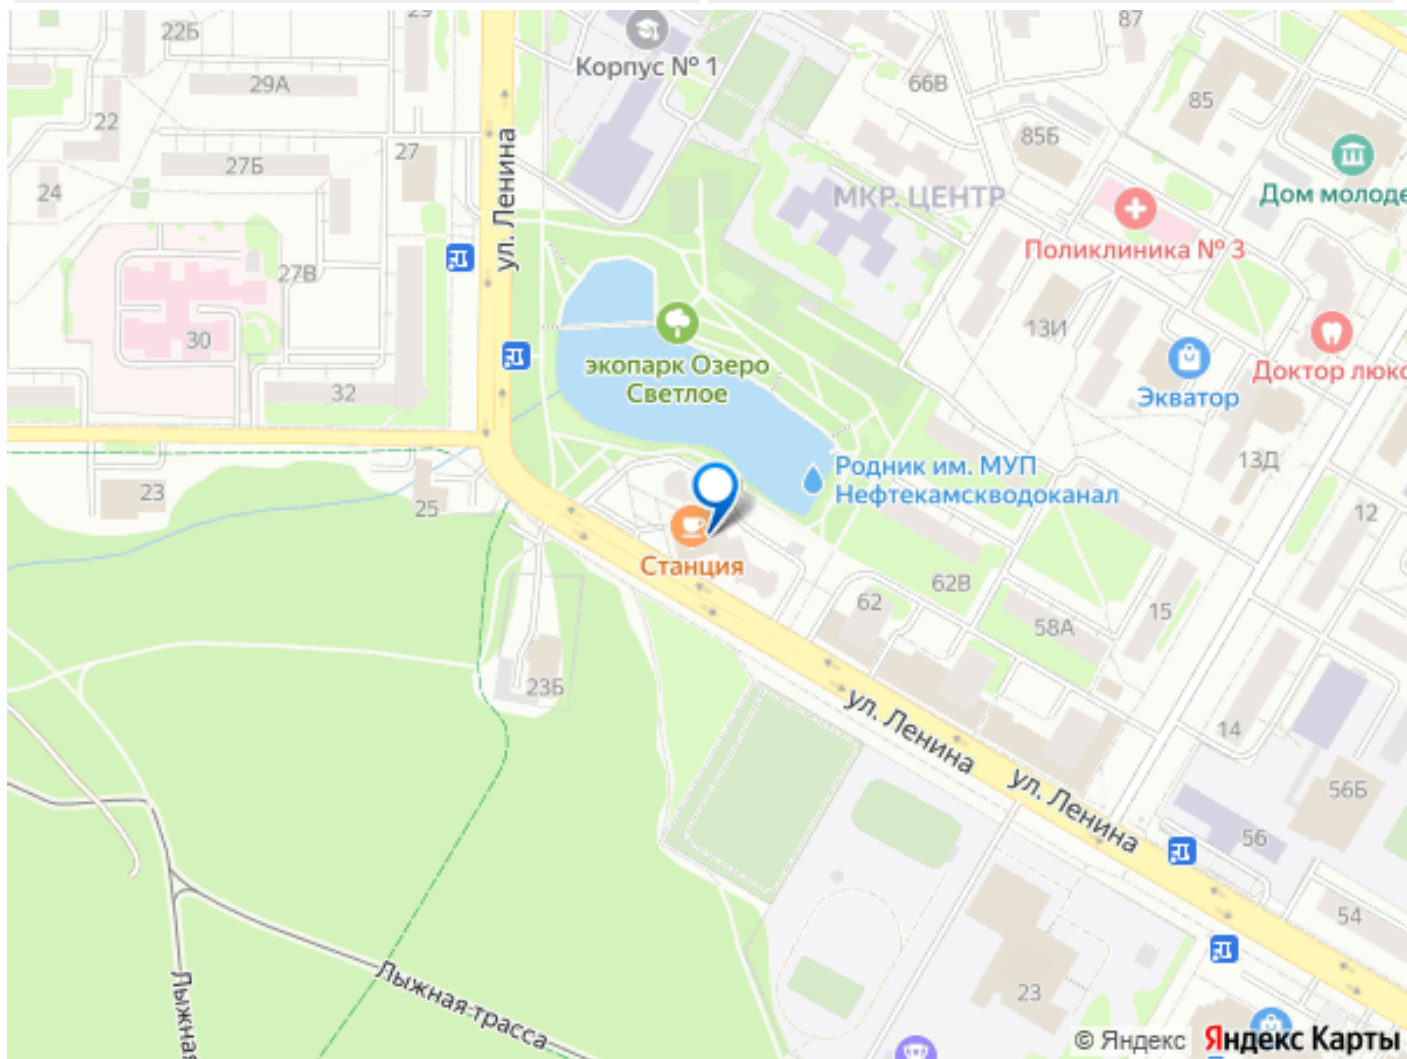 22Б
29
87
Корпус № 1
29А
66В
85
22
85Б
27
27Б
24
ул. Ленина
МКР. ЦЕНТР
Дом молоде
Поликлиника № 3
27В
30
13И
экопарк Озеро
Светлое
Доктор люкс
32
Экватор
Родник им. МУП
Нефтекамскводоканал
13Д
23
25
12
Станция
62В
62
15
58А
23Б
ул. Ленина
14
ул. Ленина
56Б
56
54
Лыжная трасса
Лыжная
23
© Яндекс
Яндекс Карты